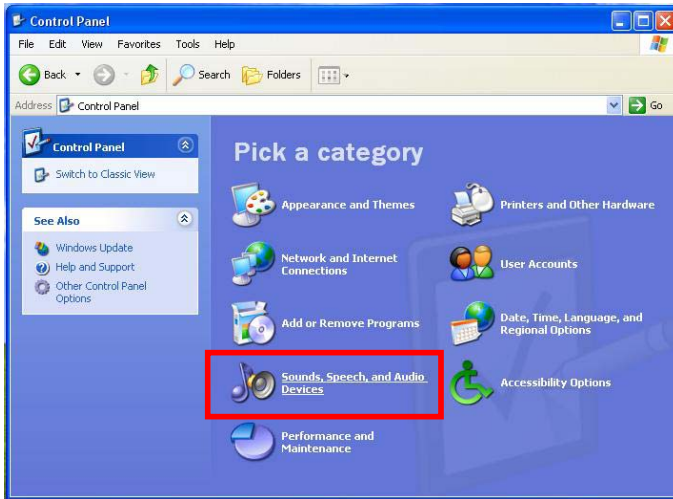 Control Panel
File Edit View Favorites Tools Help
Back Search Folders
Address Control Panel Go
Control Panel
Switch to Classic View
See Also
Windows Update
Help and Support
Other Control Panel
Options
Pick a category
Appearance and Themes
Printers and Other Hardware
Network and Internet
Connections
User Accounts
Add or Remove Programs
Date, Time, Language, and
Regional Options
Sounds, Speech, and Audio
Devices
Accessibility Options
Performance and
Maintenance